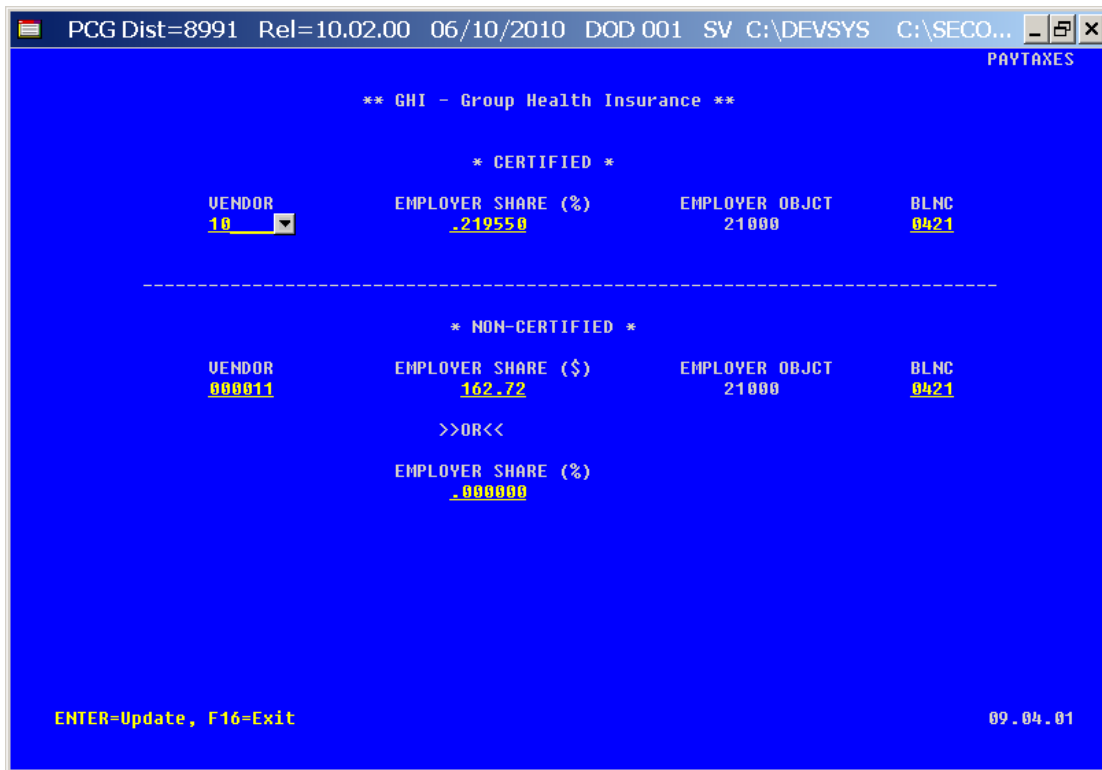 PCG Dist=8991 Rel=10.02.00 06/10/2010 DOD 001 SV C:\DEVSYS C:\SECO...
PAYTAXES
** GHI - Group Health Insurance **
* CERTIFIED *
VENDOR EMPLOYER SHARE (%) EMPLOYER OBJCT BLNC
10____ .219550 21000 0421
------------------------------------------------------------------------------
* NON-CERTIFIED *
VENDOR EMPLOYER SHARE ($) EMPLOYER OBJCT BLNC
000011 162.72 21000 0421
>>OR<<
EMPLOYER SHARE (%)
.000000
ENTER=Update, F16=Exit 09.04.01